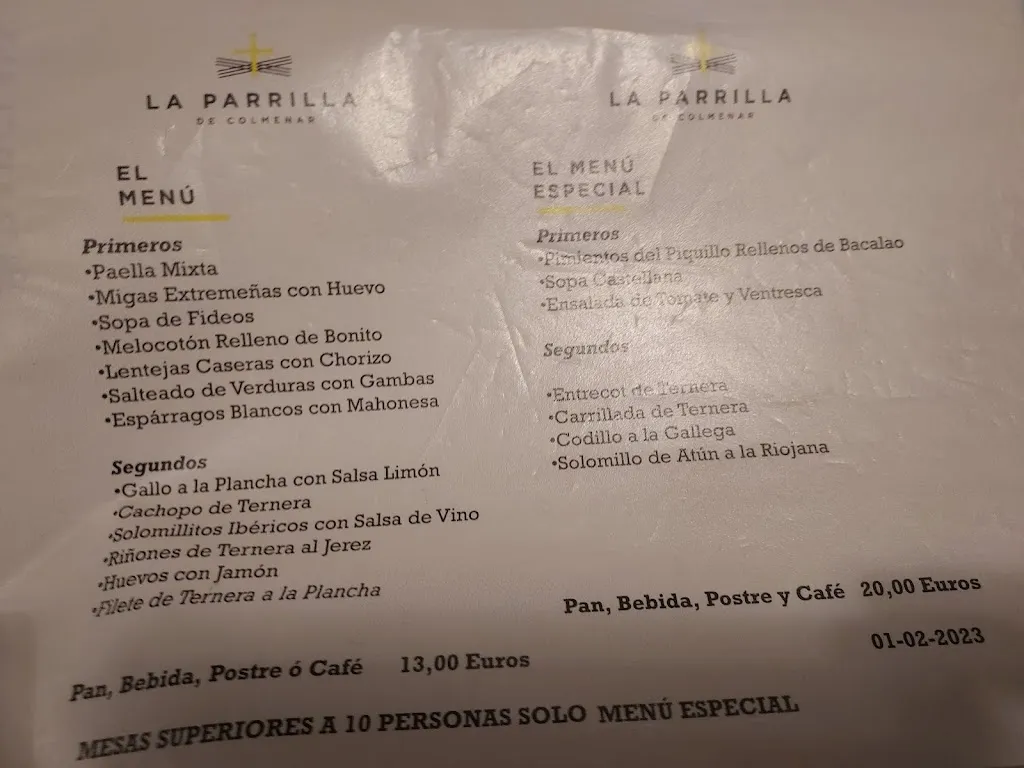 LA PARRILLA
DE COLMENAR
EL
MENÚ
Primeros
•Paella Mixta
•Migas Extremeñas con Huevo
•Sopa de Fideos
•Melocotón Relleno de Bonito
•Lentejas Caseras con Chorizo
•Salteado de Verduras con Gambas
•Espárragos Blancos con Mahonesa
Segundos
•Gallo a la Plancha con Salsa Limón
•Cachopo de Ternera
•Solomillitos Ibéricos con Salsa de Vino
•Riñones de Ternera al Jerez
•Huevos con Jamón
•Filete de Ternera a la Plancha
Pan, Bebida, Postre ó Café 13,00 Euros
LA PARRILLA
DE COLMENAR
EL MENÚ
ESPECIAL
Primeros
•Pimientos del Piquillo Rellenos de Bacalao
•Sopa Castellana
•Ensalada de Tomate y Ventresca
Segundos
•Entrecot de Ternera
•Carrillada de Ternera
•Codillo a la Gallega
•Solomillo de Atún a la Riojana
Pan, Bebida, Postre y Café 20,00 Euros
01-02-2023
MESAS SUPERIORES A 10 PERSONAS SOLO MENÚ ESPECIAL